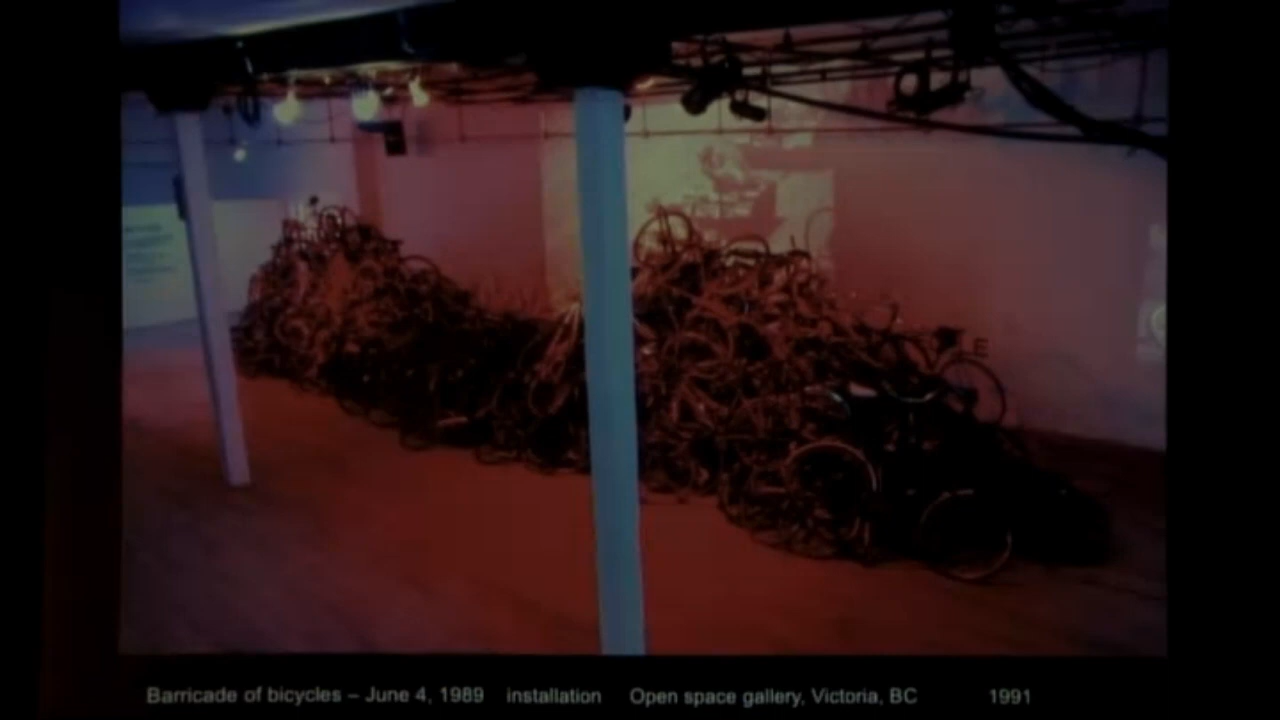 Barricade of bicycles – June 4, 1989 installation Open space gallery, Victoria, BC 1991